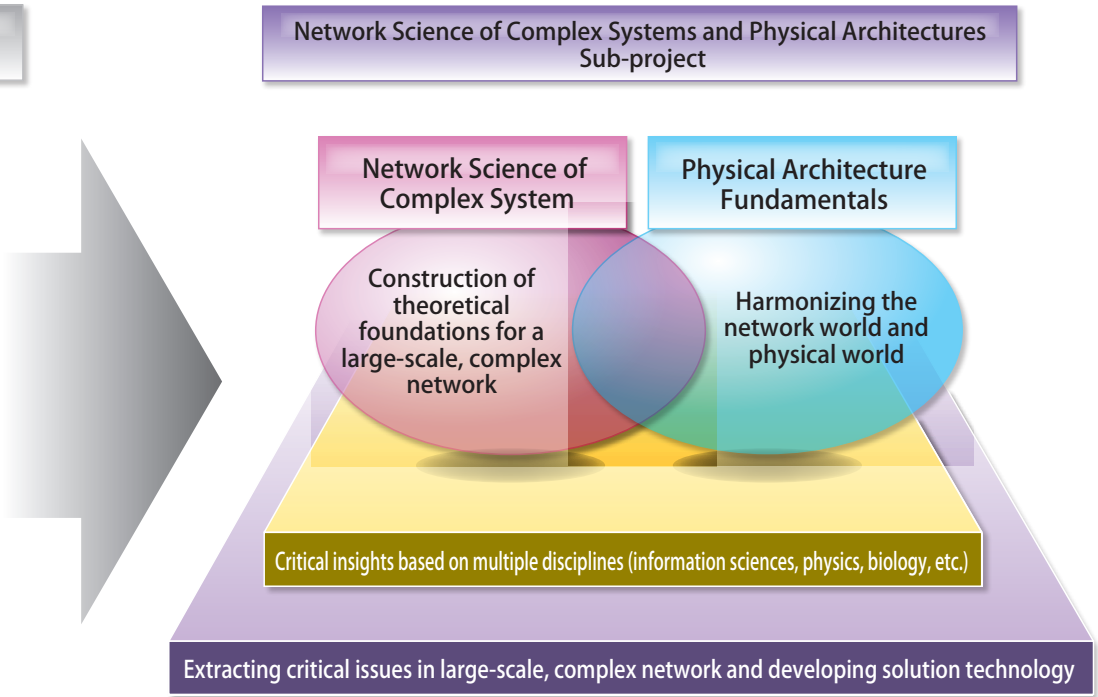 Network Science of Complex Systems and Physical Architectures
Sub-project
Network Science of
Complex System
Physical Architecture
Fundamentals
Construction of
theoretical
foundations for a
large-scale, complex
network
Harmonizing the
network world and
physical world
Critical insights based on multiple disciplines (information sciences, physics, biology, etc.)
Extracting critical issues in large-scale, complex network and developing solution technology